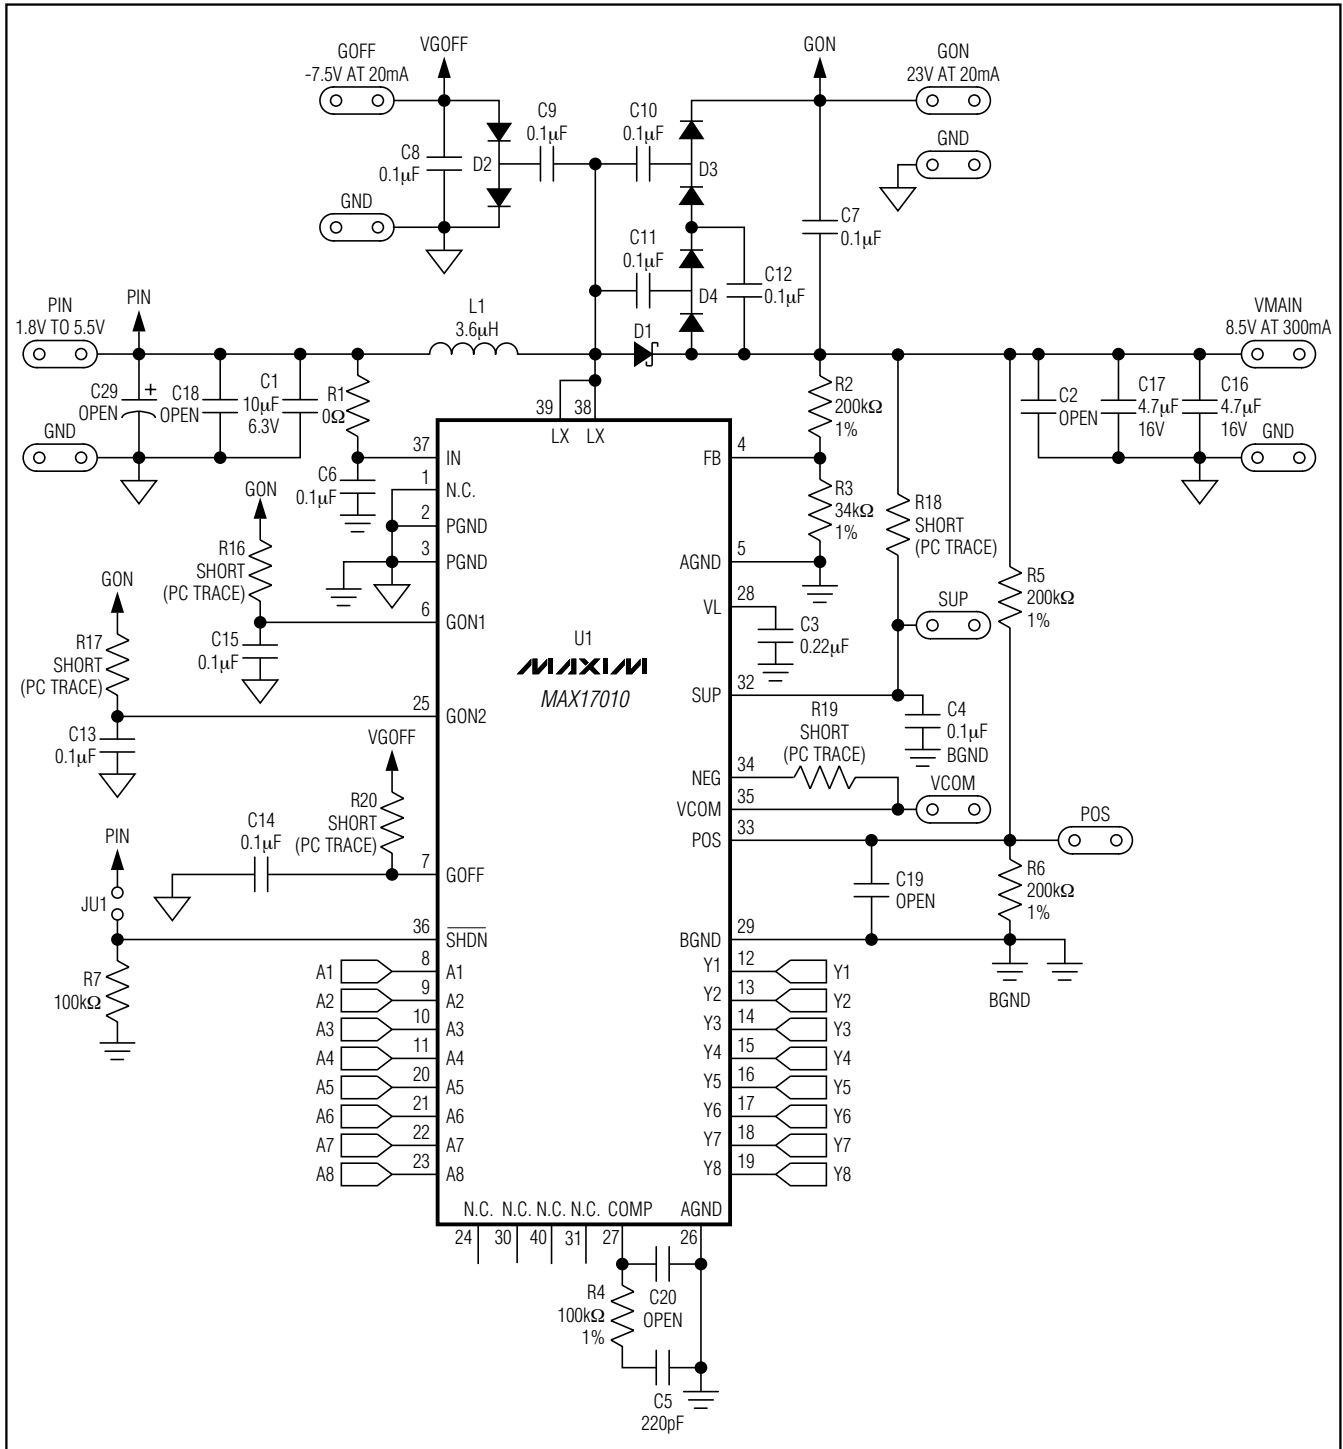 GOFF
-7.5V AT 20mA
VGOFF
GON
GON
23V AT 20mA
C9
0.1µF
C10
0.1µF
GND
C8
0.1µF
D2
D3
GND
C7
0.1µF
C11
0.1µF
C12
0.1µF
D4
PIN
1.8V TO 5.5V
PIN
L1
3.6µH
D1
VMAIN
8.5V AT 300mA
C29
OPEN
+
C18
OPEN
C1
10µF
6.3V
R1
0Ω
R2
200kΩ
1%
C2
OPEN
C17
4.7µF
16V
C16
4.7µF
16V
GND
GND
39
38
LX
LX
37
IN
4
FB
C6
0.1µF
1
N.C.
2
PGND
3
PGND
R3
34kΩ
1%
R18
SHORT
(PC TRACE)
5
AGND
GON
R16
SHORT
(PC TRACE)
28
VL
C3
0.22µF
R5
200kΩ
1%
SUP
GON
6
GON1
C15
0.1µF
R17
SHORT
(PC TRACE)
U1
MAXIM
MAX17010
32
SUP
C4
0.1µF
BGND
25
GON2
C13
0.1µF
R19
SHORT
(PC TRACE)
VGOFF
34
NEG
35
VCOM
VCOM
R20
SHORT
(PC TRACE)
33
POS
POS
C14
0.1µF
PIN
7
GOFF
C19
OPEN
R6
200kΩ
1%
JU1
36
SHDN
29
BGND
BGND
R7
100kΩ
A1
8
A1
Y1
12
Y1
A2
9
A2
Y2
13
Y2
A3
10
A3
Y3
14
Y3
A4
11
A4
Y4
15
Y4
A5
20
A5
Y5
16
Y5
A6
21
A6
Y6
17
Y6
A7
22
A7
Y7
18
Y7
A8
23
A8
Y8
19
Y8
N.C. N.C. N.C. N.C. COMP AGND
24 30 40 31 27 26
R4
100kΩ
1%
C20
OPEN
C5
220pF